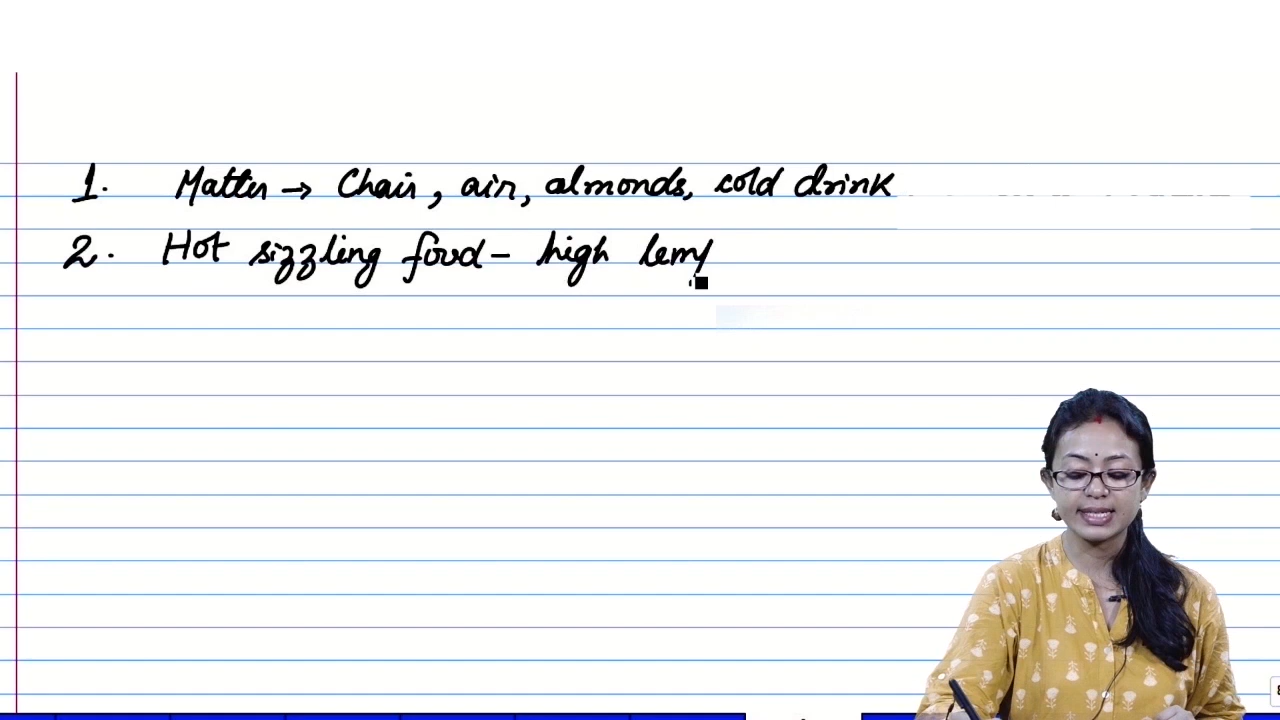 1. Matter → Chair, air, almonds, cold drink
2. Hot sizzling food - high temp